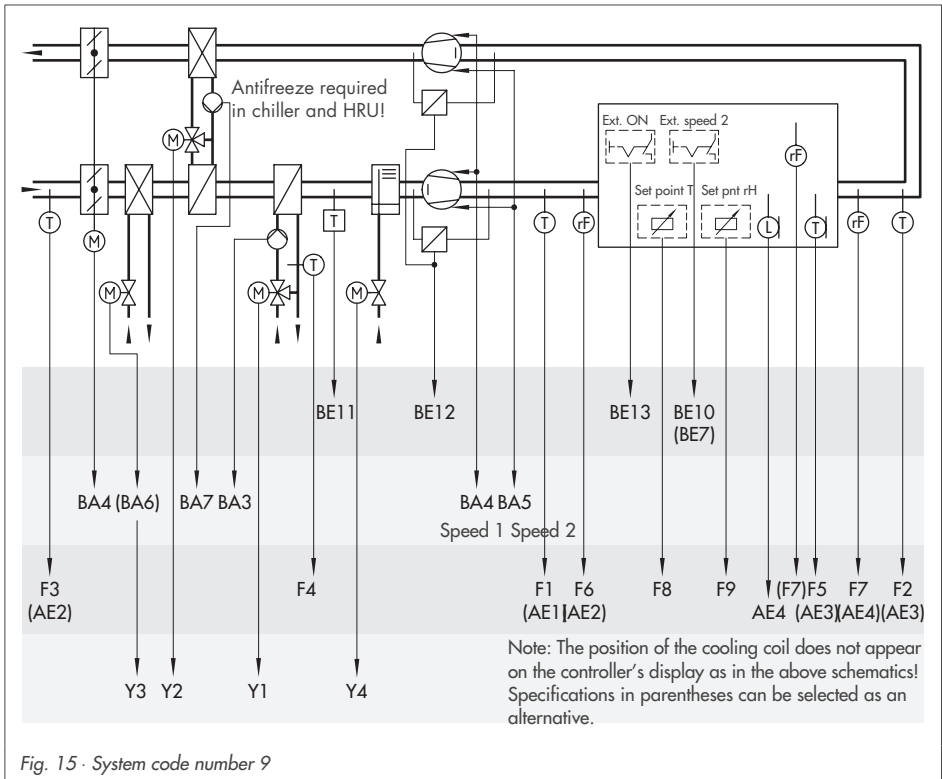 Antifreeze required
in chiller and HRU!
Ext. ON Ext. speed 2
rF
Set point T Set pnt rH
T
M
T
M
M
T
M
M
T
rF
L
T
rF
T
BE11 BE12 BE13 BE10
(BE7)
BA4 (BA6) BA7 BA3 BA4 BA5
Speed 1 Speed 2
F3 F4 F1 F6 F8 F9 AE4 (F7) F5 F7 F2
(AE2) (AE1) (AE2) (AE3) (AE4) (AE3)
Y3 Y2 Y1 Y4
Note: The position of the cooling coil does not appear
on the controller's display as in the above schematics!
Specifications in parentheses can be selected as an
alternative.
Fig. 15 · System code number 9